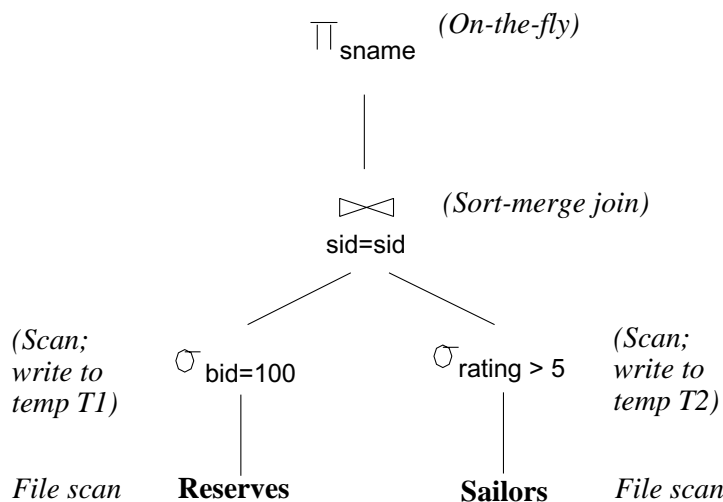 π sname (On-the-fly)
⋈ (Sort-merge join)
sid=sid
(Scan;
write to
temp T1)
σ bid=100
σ rating > 5
(Scan;
write to
temp T2)
File scan Reserves Sailors File scan